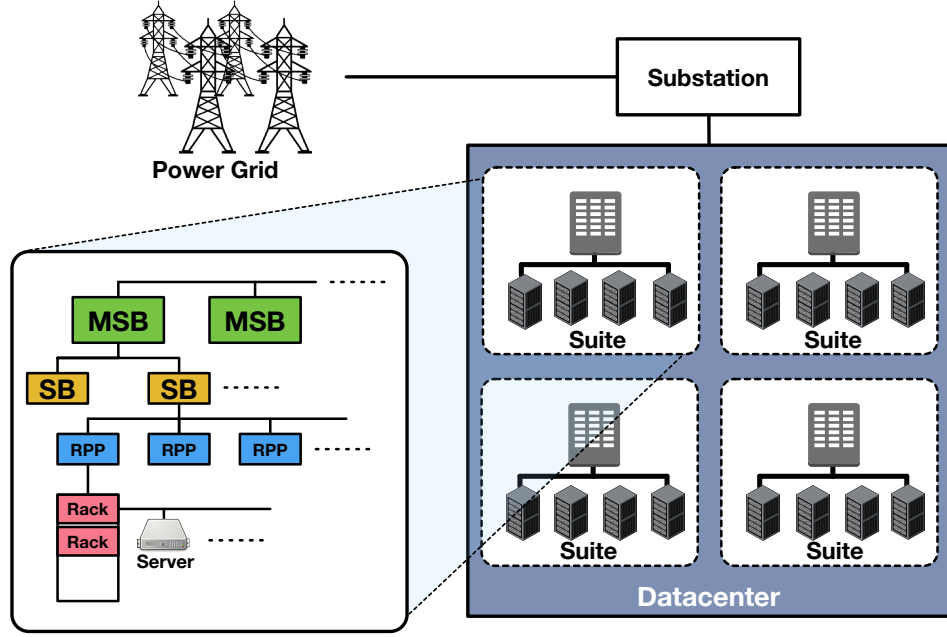 Substation
Power Grid
Suite
Suite
MSB
MSB
SB
SB
RPP
RPP
RPP
Rack
Rack
Server
Suite
Suite
Datacenter